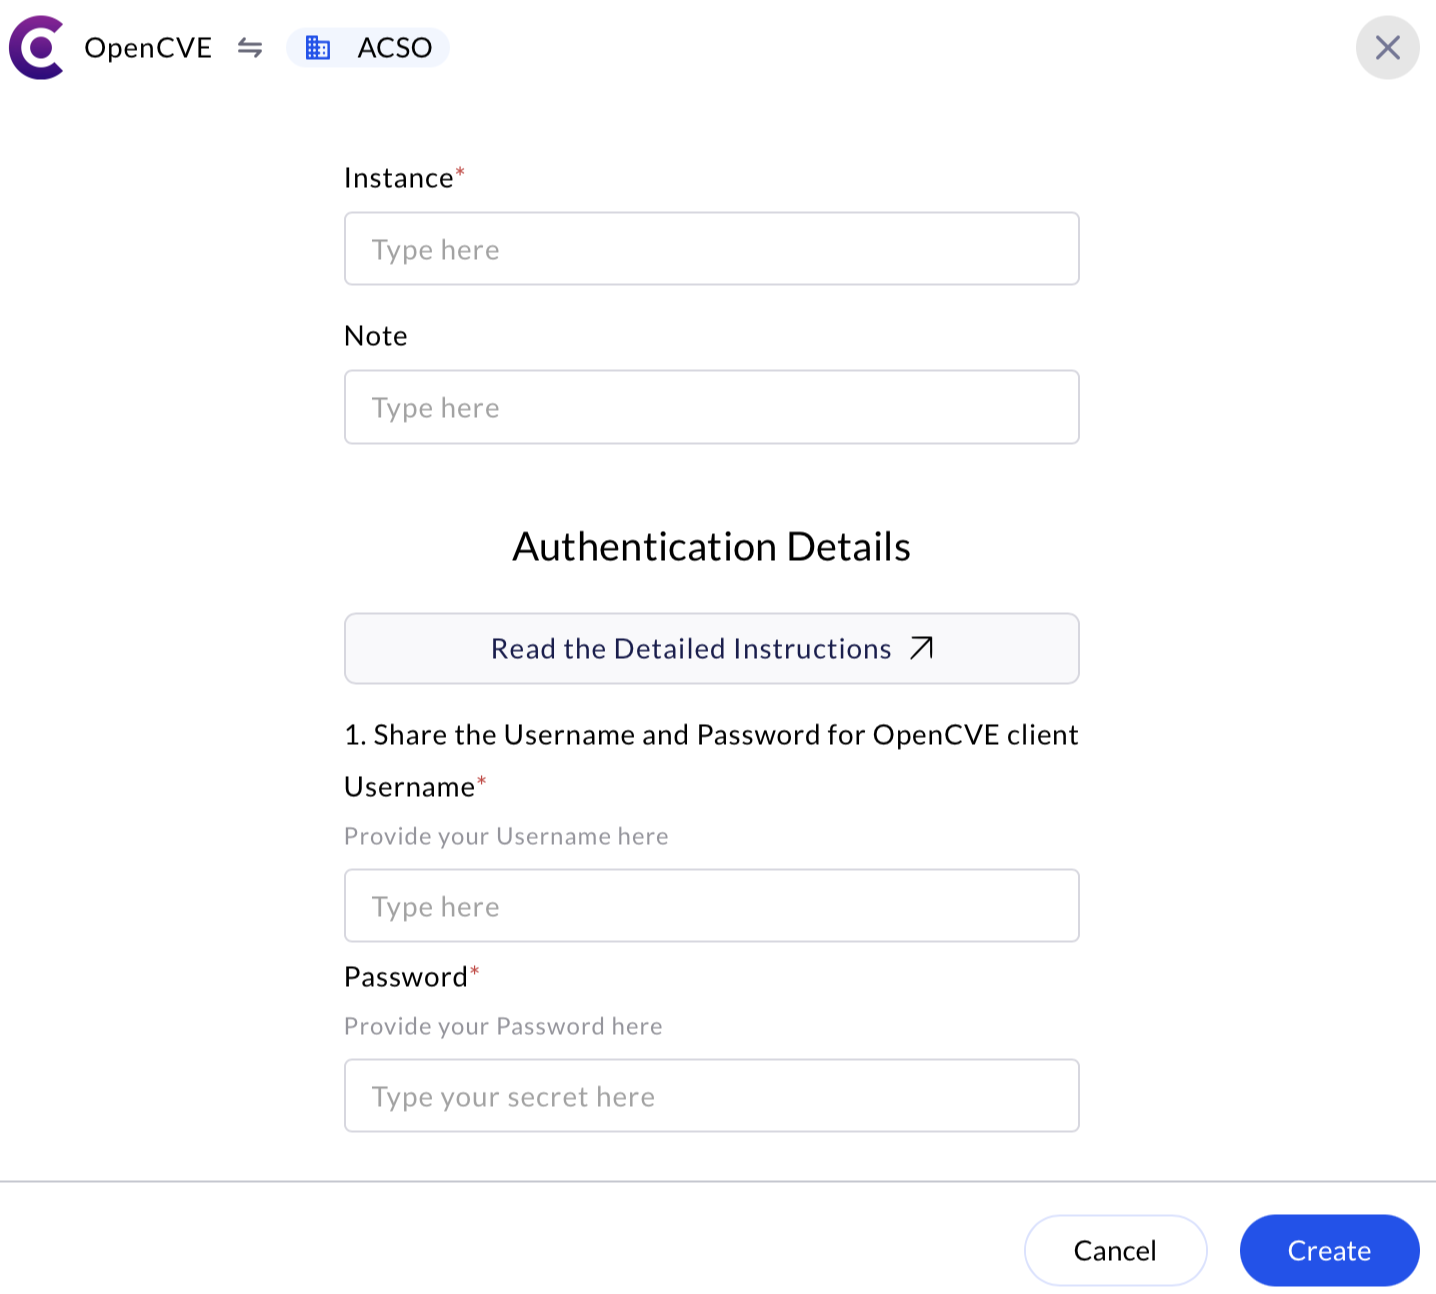 OpenCVE ACSO
Instance*
Type here
Note
Type here
Authentication Details
Read the Detailed Instructions
1. Share the Username and Password for OpenCVE client
Username*
Provide your Username here
Type here
Password*
Provide your Password here
Type your secret here
Cancel Create